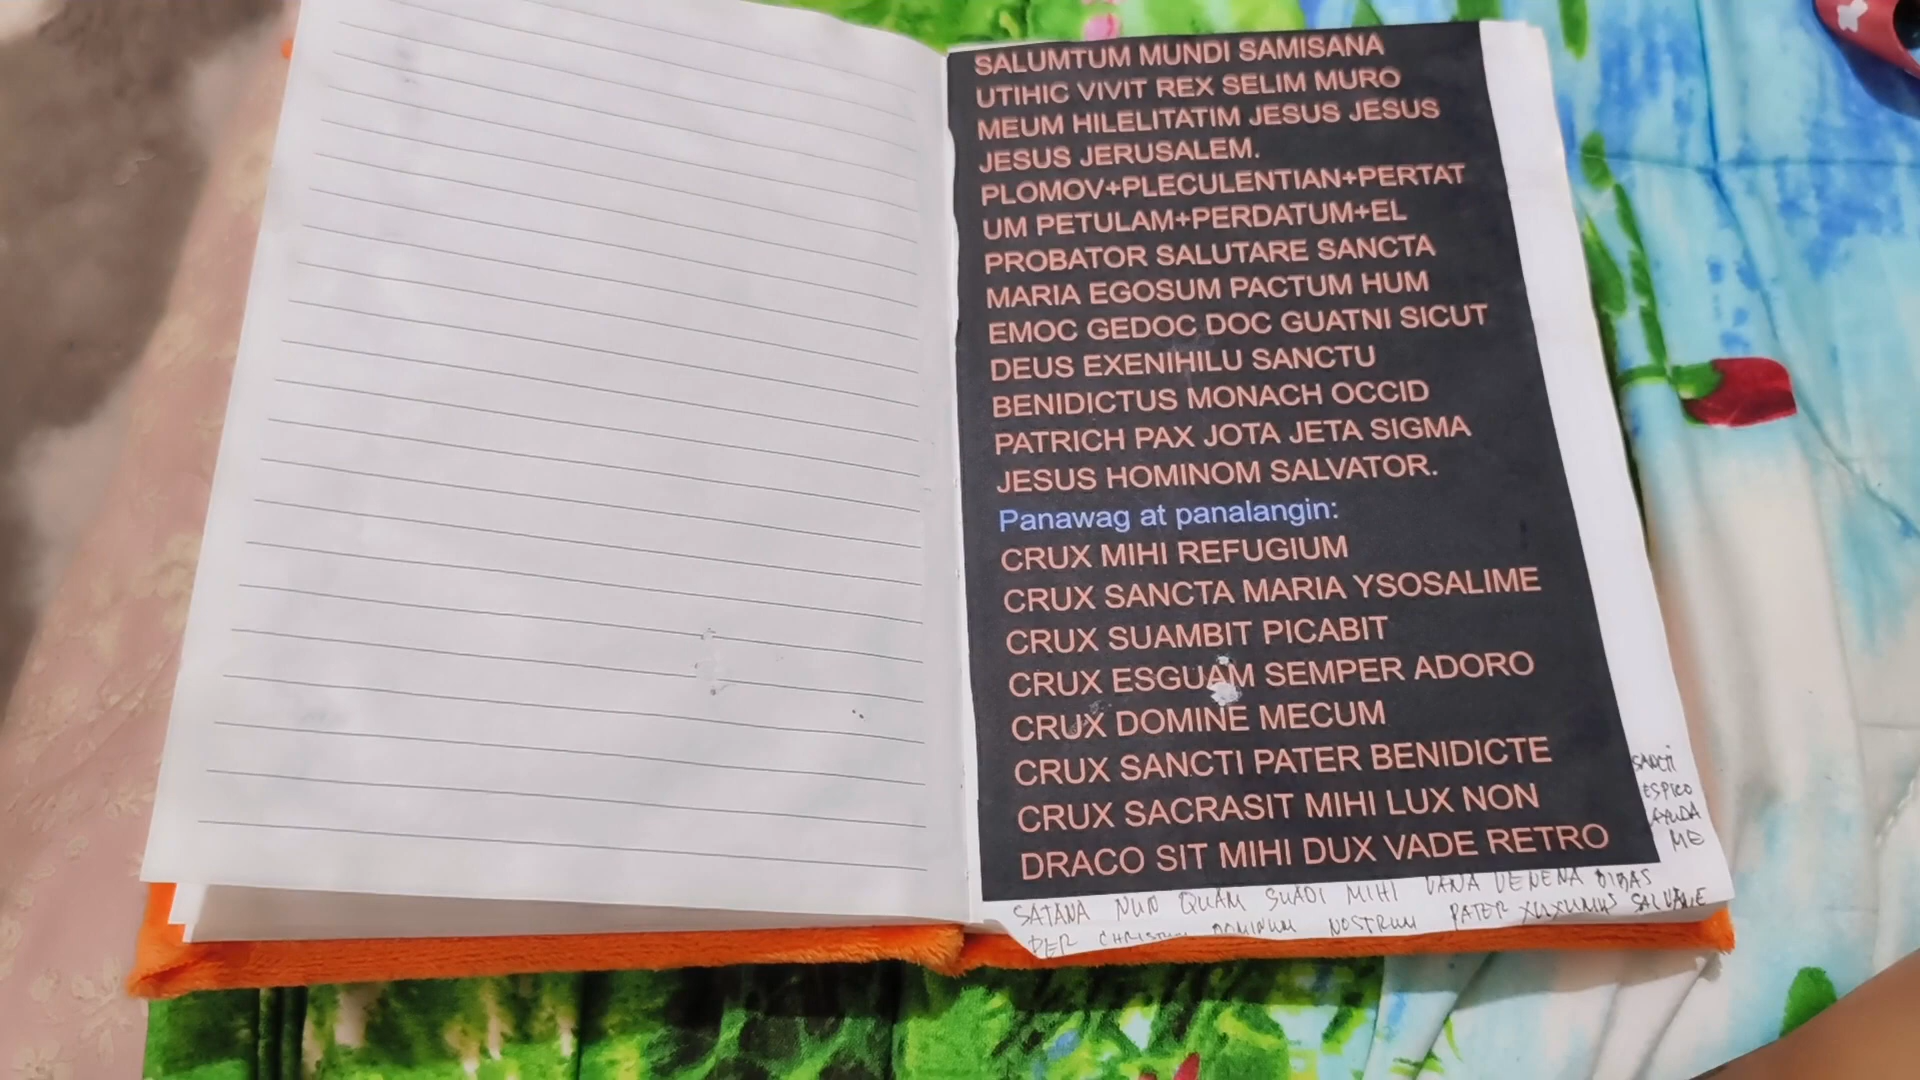 SALUMTUM MUNDI SAMISANA
UTIHIC VIVIT REX SELIM MURO
MEUM HILELITATIM JESUS JESUS
JESUS JERUSALEM.
PLOMOV+PLECULENTIAN+PERTAT
UM PETULAM+PERDATUM+EL
PROBATOR SALUTARE SANCTA
MARIA EGOSUM PACTUM HUM
EMOC GEDOC DOC GUATNI SICUT
DEUS EXENIHILU SANCTU
BENIDICTUS MONACH OCCID
PATRICH PAX JOTA JETA SIGMA
JESUS HOMINOM SALVATOR.
Panawag at panalangin:
CRUX MIHI REFUGIUM
CRUX SANCTA MARIA YSOSALIME
CRUX SUAMBIT PICABIT
CRUX ESGUAM SEMPER ADORO
CRUX DOMINE MECUM
CRUX SANCTI PATER BENIDICTE
CRUX SACRASIT MIHI LUX NON
DRACO SIT MIHI DUX VADE RETRO
SATANA NUN QUAM SUADI MIHI VANA VENENA BIBAS
PER CHRISTUM DOMINUM NOSTRUM PATER SALVAME
SANCTI
ESPICO
AYUDA
ME